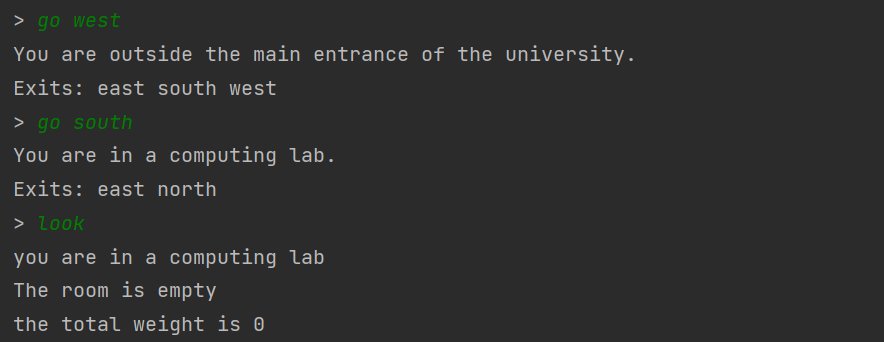 > go west
You are outside the main entrance of the university.
Exits: east south west
> go south
You are in a computing lab.
Exits: east north
> look
you are in a computing lab
The room is empty
the total weight is 0